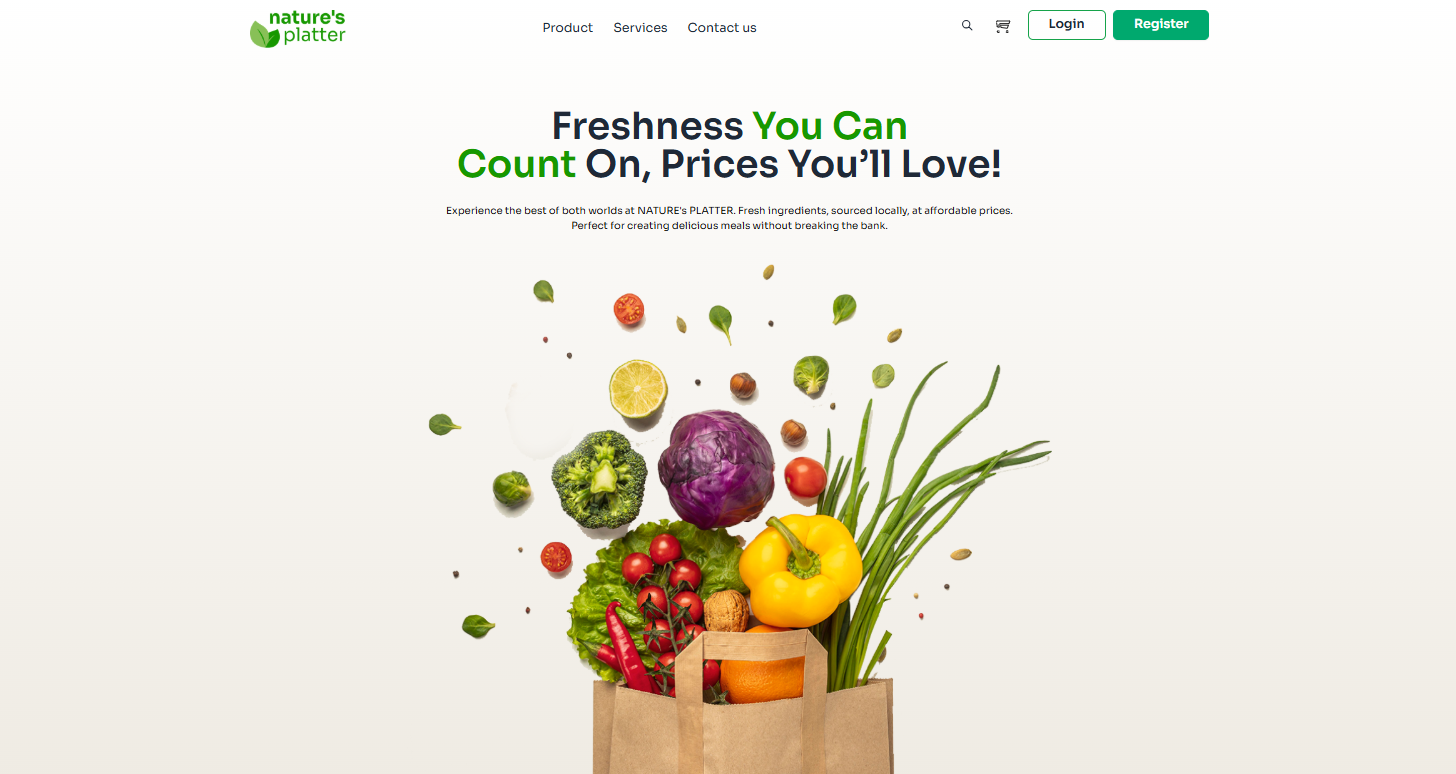 nature's
platter
Product Services Contact us
Login Register
Freshness You Can
Count On, Prices You’ll Love!
Experience the best of both worlds at NATURE's PLATTER. Fresh ingredients, sourced locally, at affordable prices.
Perfect for creating delicious meals without breaking the bank.